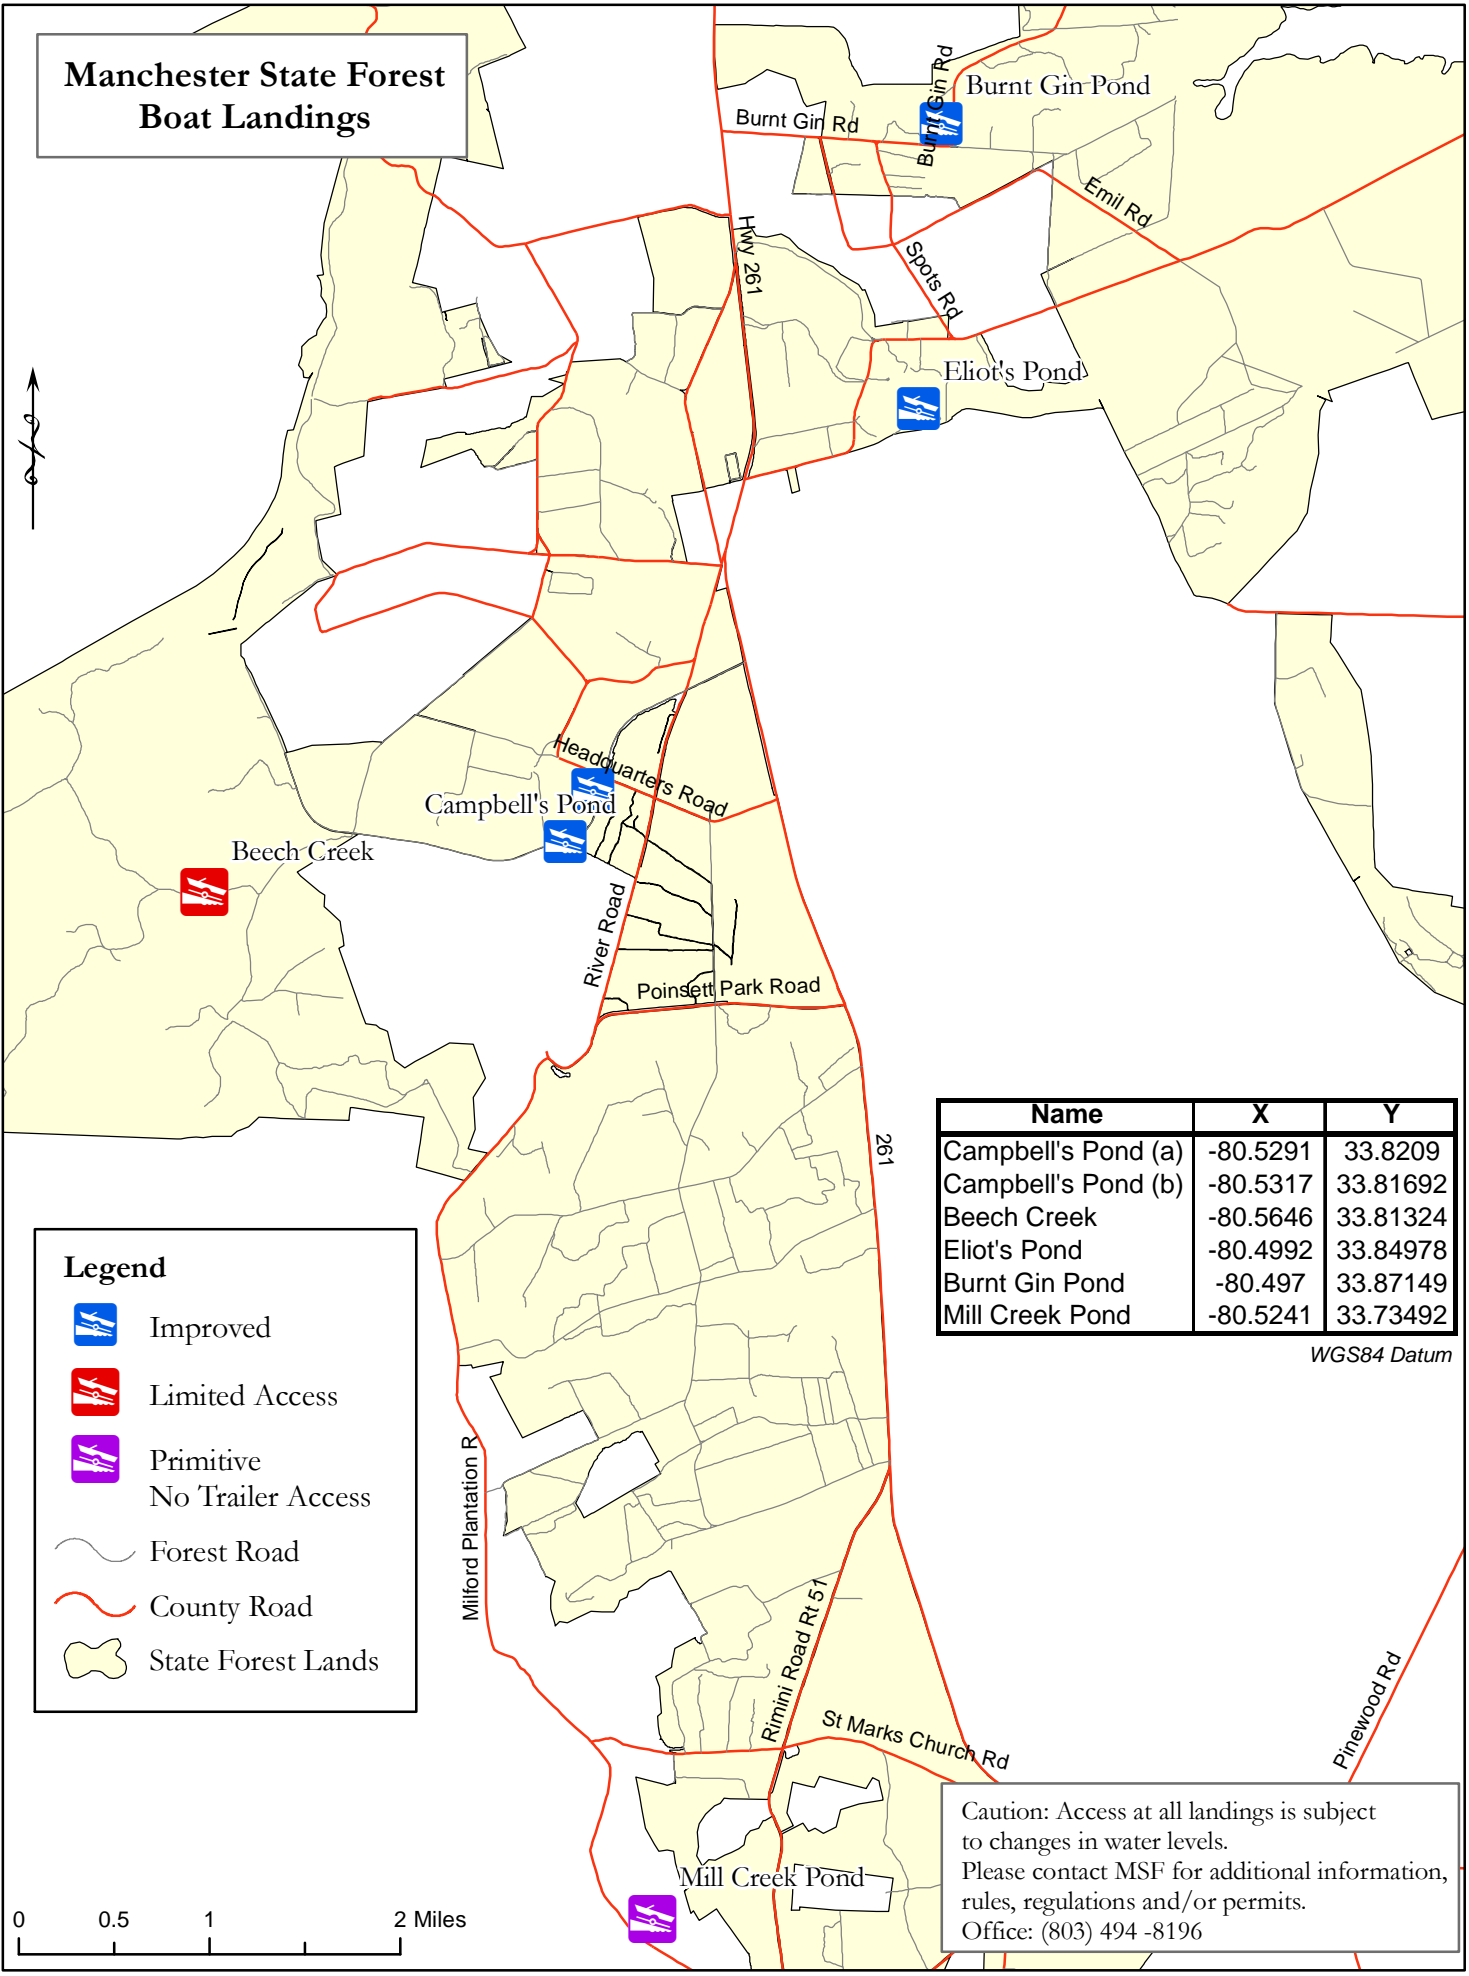 Manchester State Forest
Boat Landings
Burnt Gin Rd
Burnt Gin Pond
Burnt Gin Rd
Emil Rd
Hwy 261
Spots Rd
Eliot's Pond
Headquarters Road
Campbell's Pond
Beech Creek
River Road
Poinsett Park Road
261
Name X Y
Campbell's Pond (a) -80.5291 33.8209
Campbell's Pond (b) -80.5317 33.81692
Beech Creek -80.5646 33.81324
Eliot's Pond -80.4992 33.84978
Burnt Gin Pond -80.497 33.87149
Mill Creek Pond -80.5241 33.73492
WGS84 Datum
Legend
Improved
Limited Access
Primitive
No Trailer Access
Forest Road
County Road
State Forest Lands
Milford Plantation R
Rimini Road Rt 51
St Marks Church Rd
Pinewood Rd
Mill Creek Pond
Caution: Access at all landings is subject
to changes in water levels.
Please contact MSF for additional information,
rules, regulations and/or permits.
Office: (803) 494 -8196
0 0.5 1 2 Miles